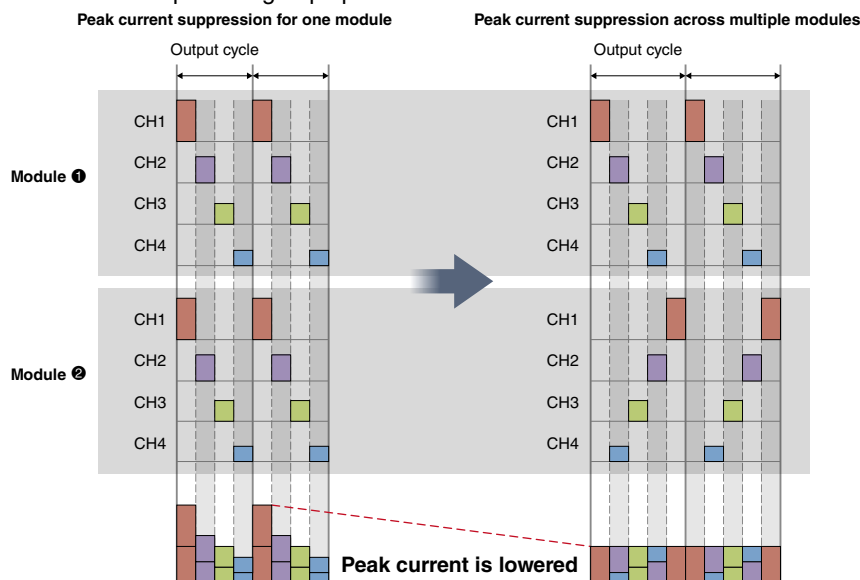 Peak current suppression for one module
Peak current suppression across multiple modules
Output cycle
Output cycle
Module ❶
CH1
CH2
CH3
CH4
CH1
CH2
CH3
CH4
Module ❷
CH1
CH2
CH3
CH4
CH1
CH2
CH3
CH4
Peak current is lowered